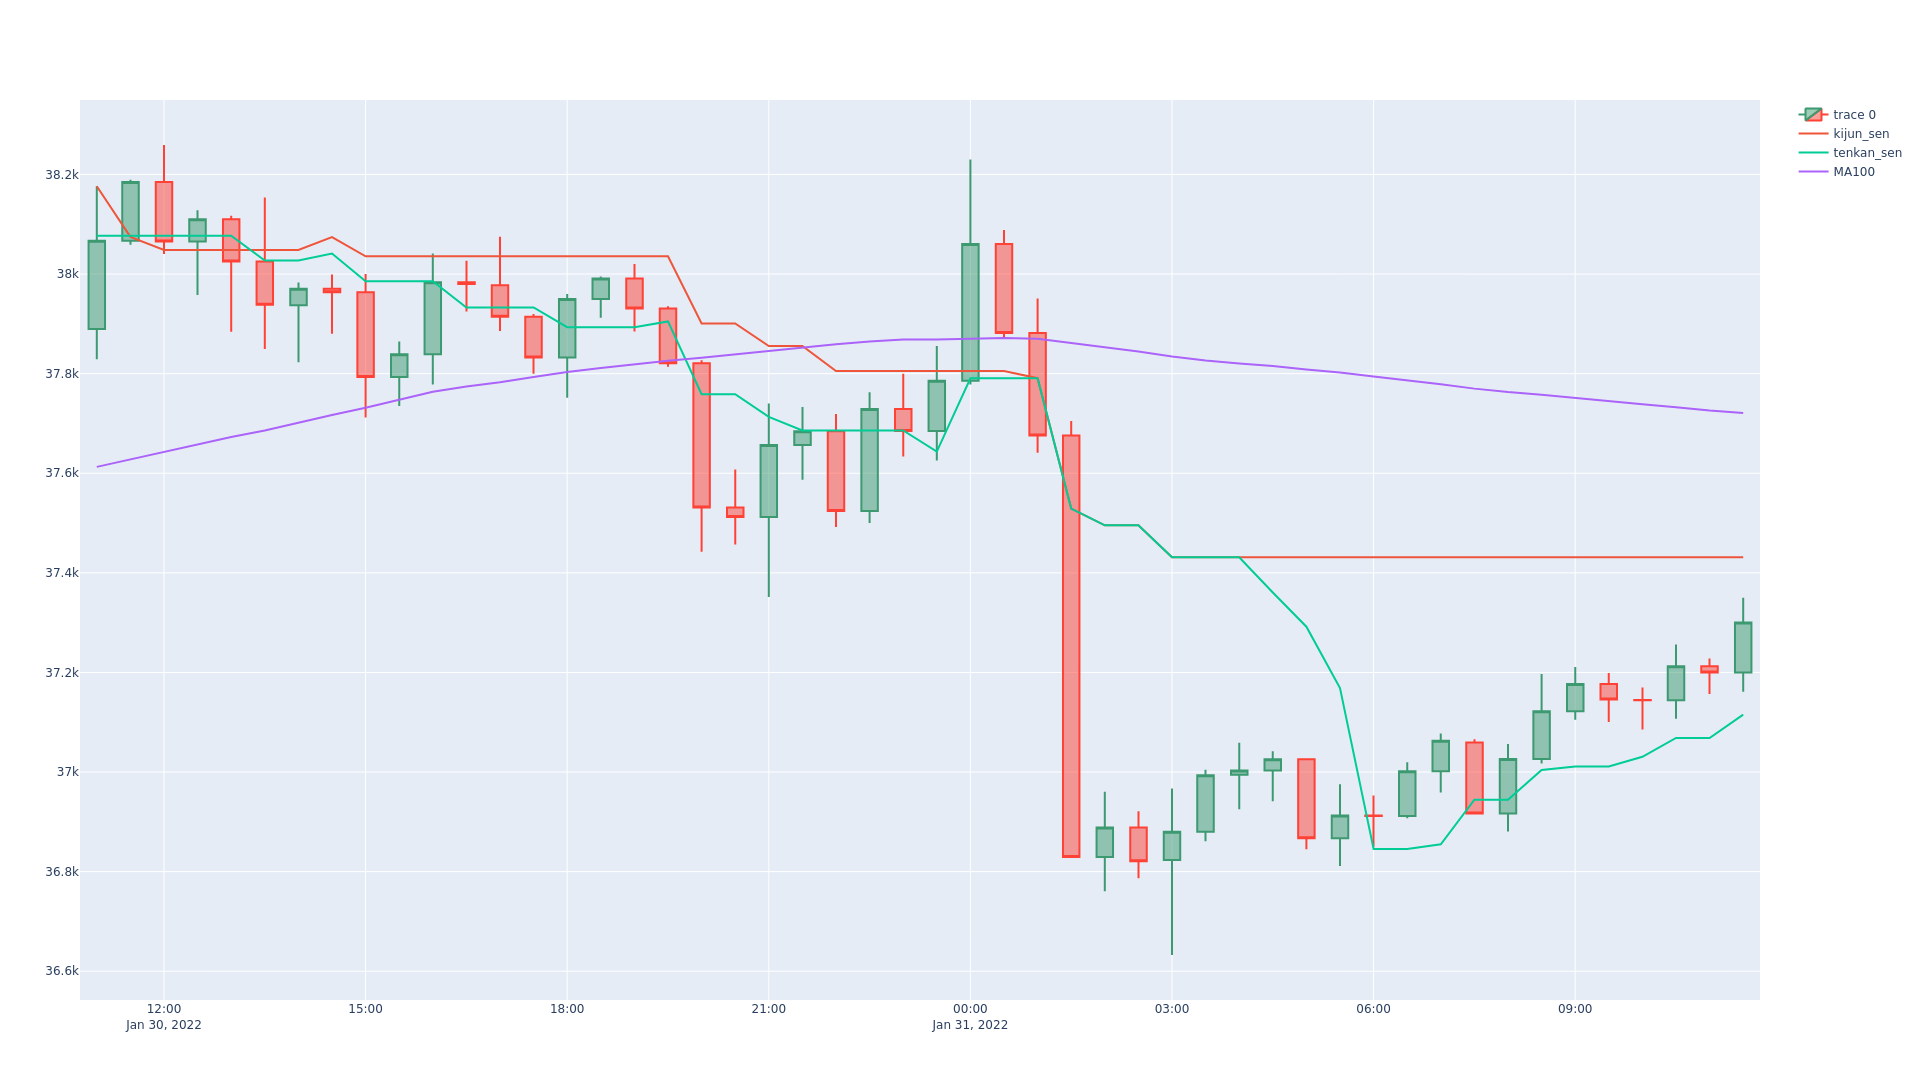 trace 0
kijun_sen
tenkan_sen
MA100
38.2k
38k
37.8k
37.6k
37.4k
37.2k
37k
36.8k
36.6k
12:00 15:00 18:00 21:00 00:00 03:00 06:00 09:00
Jan 30, 2022 Jan 31, 2022